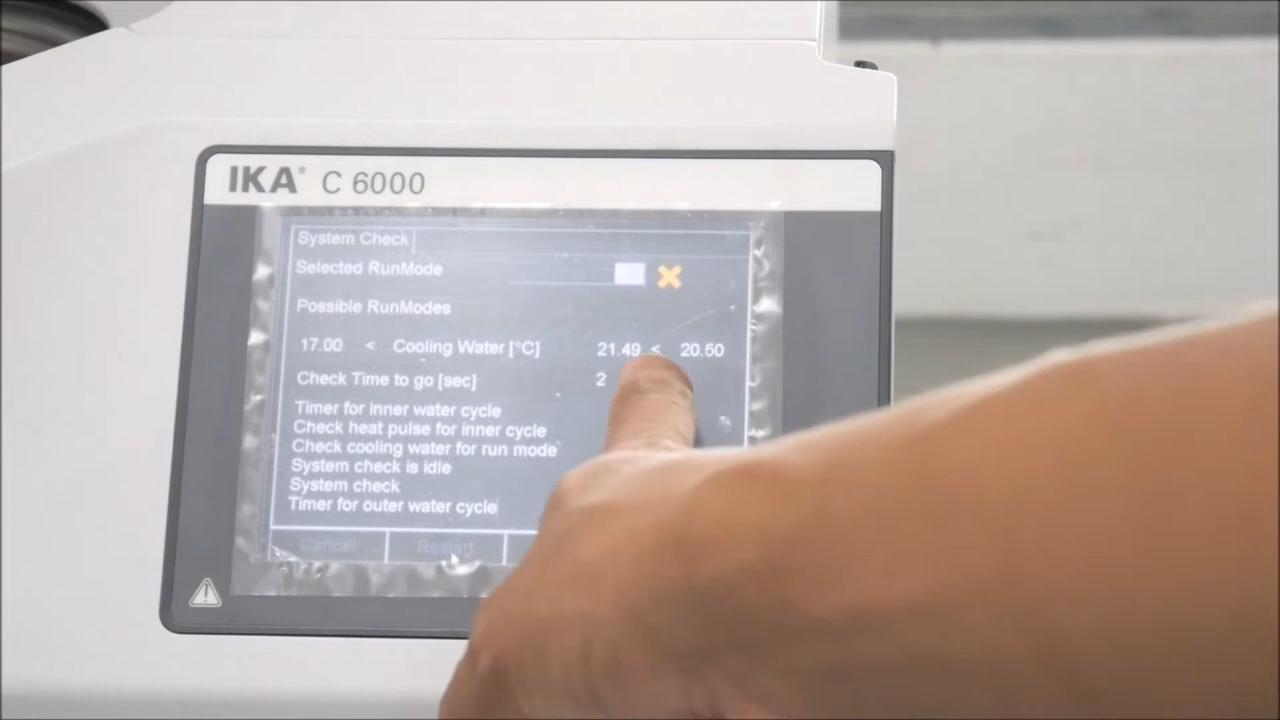 IKA® C 6000
System Check
Selected RunMode
Possible RunModes
17.00 < Cooling Water [°C] 21.49 < 20.50
Check Time to go [sec] 2
Timer for inner water cycle
Check heat pulse for inner cycle
Check cooling water for run mode
System check is idle
System check
Timer for outer water cycle
Cancel Restart